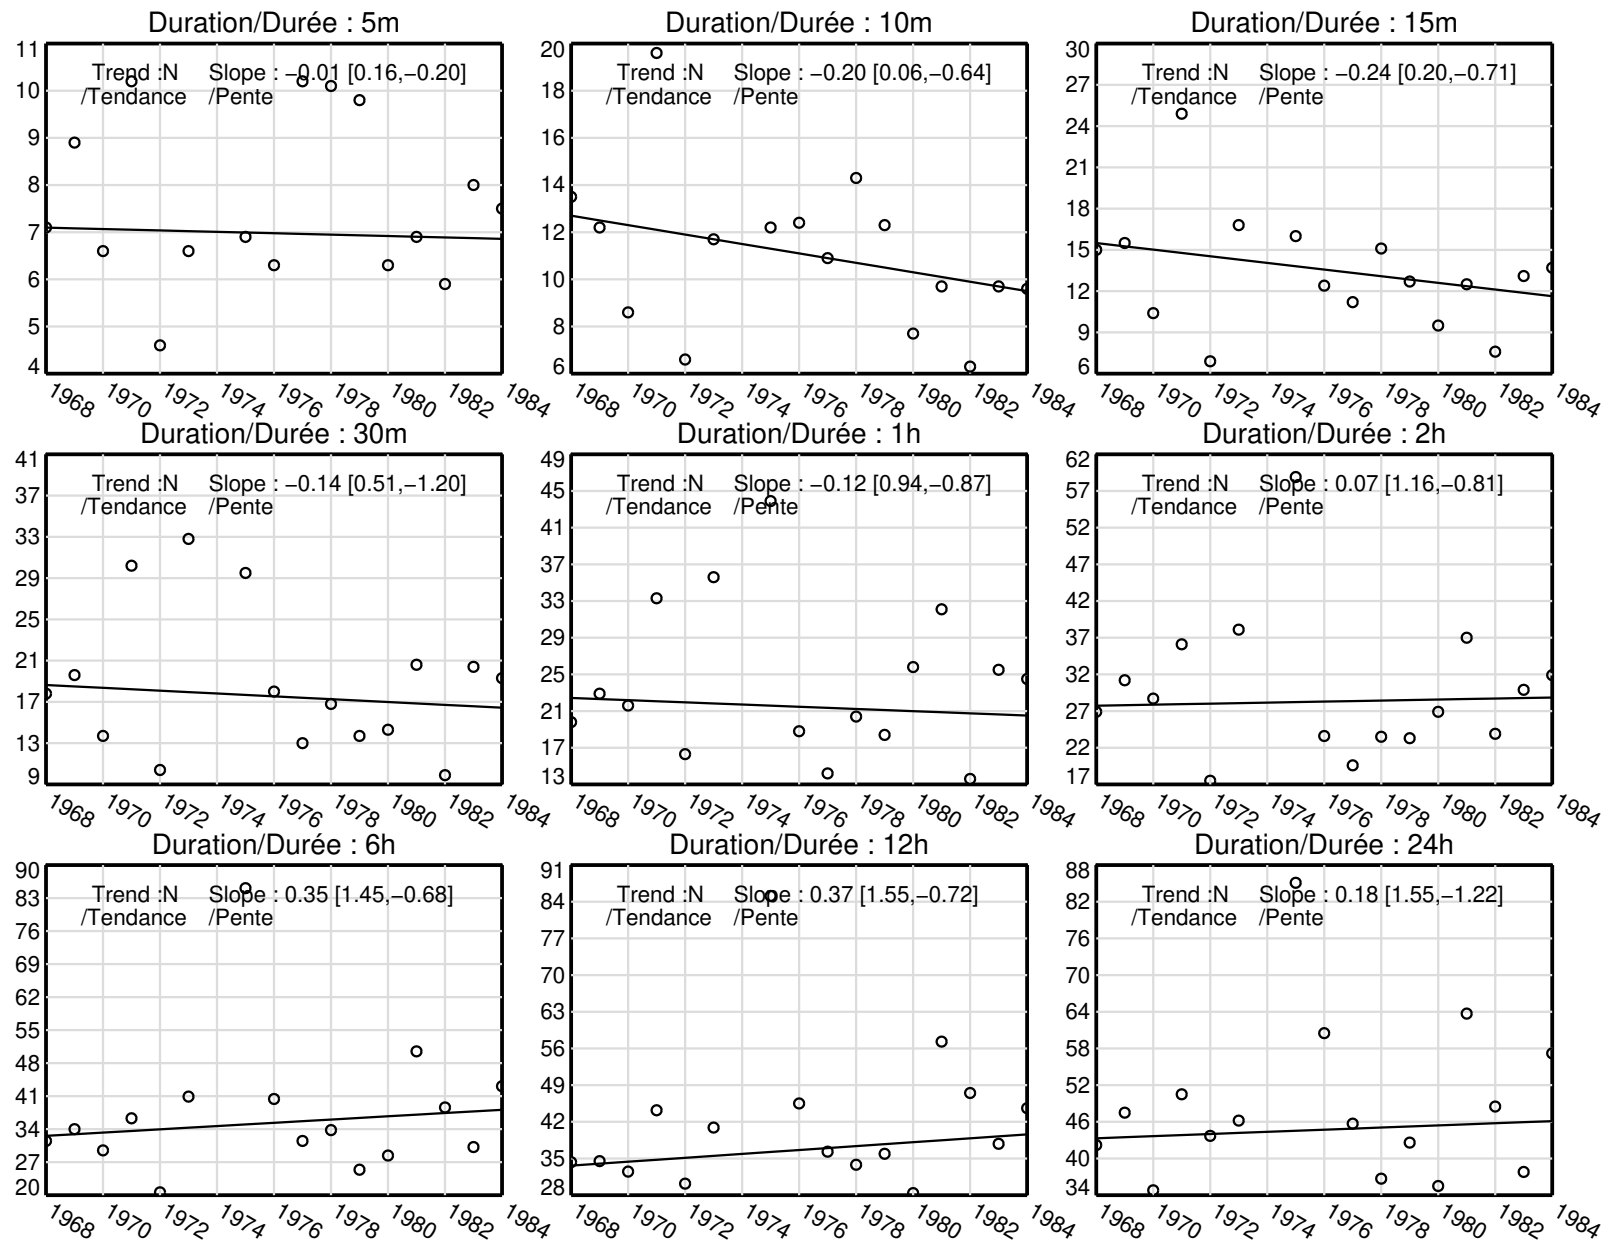 Duration/Durée : 5m
11
10
9
8
7
6
5
4
Trend :N Slope : −0.01 [0.16,−0.20]
/Tendance /Pente
1968 1970 1972 1974 1976 1978 1980 1982 1984
Duration/Durée : 10m
20
18
16
14
12
10
8
6
Trend :N Slope : −0.20 [0.06,−0.64]
/Tendance /Pente
1968 1970 1972 1974 1976 1978 1980 1982 1984
Duration/Durée : 15m
30
27
24
21
18
15
12
9
6
Trend :N Slope : −0.24 [0.20,−0.71]
/Tendance /Pente
1968 1970 1972 1974 1976 1978 1980 1982 1984
Duration/Durée : 30m
41
37
33
29
25
21
17
13
9
Trend :N Slope : −0.14 [0.51,−1.20]
/Tendance /Pente
1968 1970 1972 1974 1976 1978 1980 1982 1984
Duration/Durée : 1h
49
45
41
37
33
29
25
21
17
13
Trend :N Slope : −0.12 [0.94,−0.87]
/Tendance /Pente
1968 1970 1972 1974 1976 1978 1980 1982 1984
Duration/Durée : 2h
62
57
52
47
42
37
32
27
22
17
Trend :N Slope : 0.07 [1.16,−0.81]
/Tendance /Pente
1968 1970 1972 1974 1976 1978 1980 1982 1984
Duration/Durée : 6h
90
83
76
69
62
55
48
41
34
27
20
Trend :N Slope : 0.35 [1.45,−0.68]
/Tendance /Pente
1968 1970 1972 1974 1976 1978 1980 1982 1984
Duration/Durée : 12h
91
84
77
70
63
56
49
42
35
28
Trend :N Slope : 0.37 [1.55,−0.72]
/Tendance /Pente
1968 1970 1972 1974 1976 1978 1980 1982 1984
Duration/Durée : 24h
88
82
76
70
64
58
52
46
40
34
Trend :N Slope : 0.18 [1.55,−1.22]
/Tendance /Pente
1968 1970 1972 1974 1976 1978 1980 1982 1984